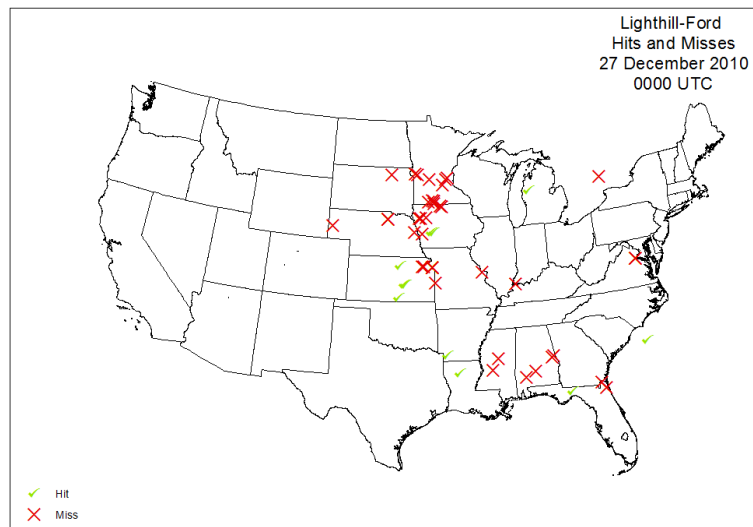 Lighthill-Ford
Hits and Misses
27 December 2010
0000 UTC
Hit
Miss